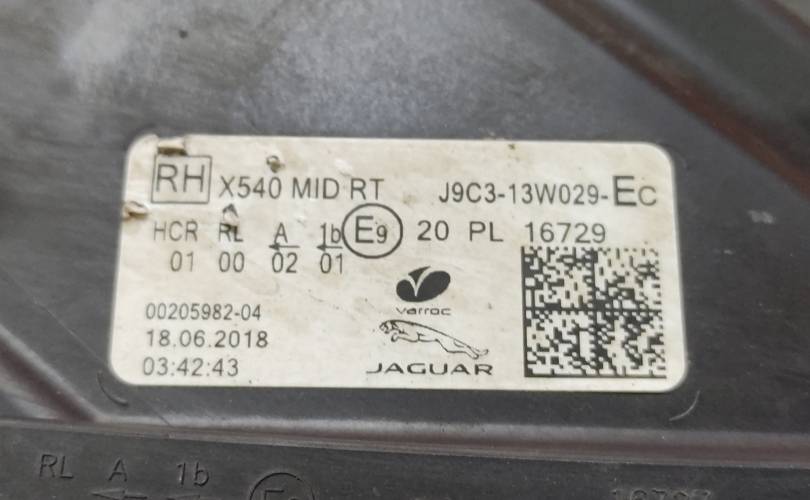 RH X540 MID RT J9C3-13W029-EC
HCR RL A 1b E9 20 PL 16729
01 00 02 01
varroc
00205982-04
18.06.2018
03:42:43
JAGUAR
RL A 1b